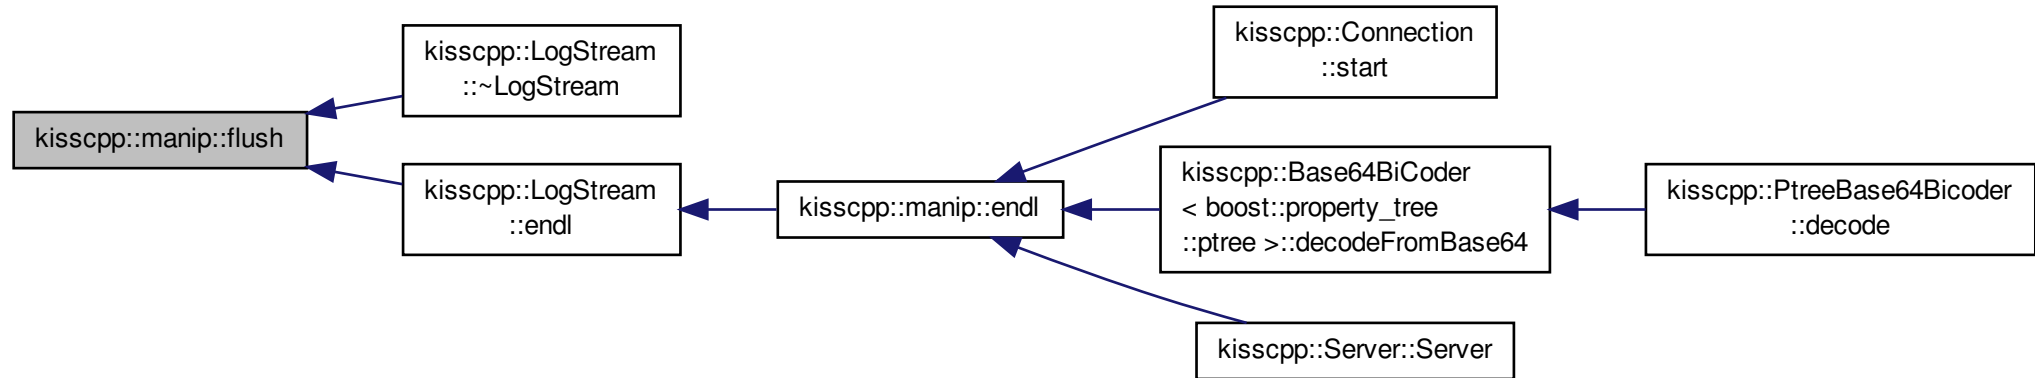 kisscpp::manip::flush
kisscpp::LogStream
::~LogStream
kisscpp::LogStream
::endl
kisscpp::manip::endl
kisscpp::Connection
::start
kisscpp::Base64BiCoder
< boost::property_tree
::ptree >::decodeFromBase64
kisscpp::Server::Server
kisscpp::PtreeBase64Bicoder
::decode